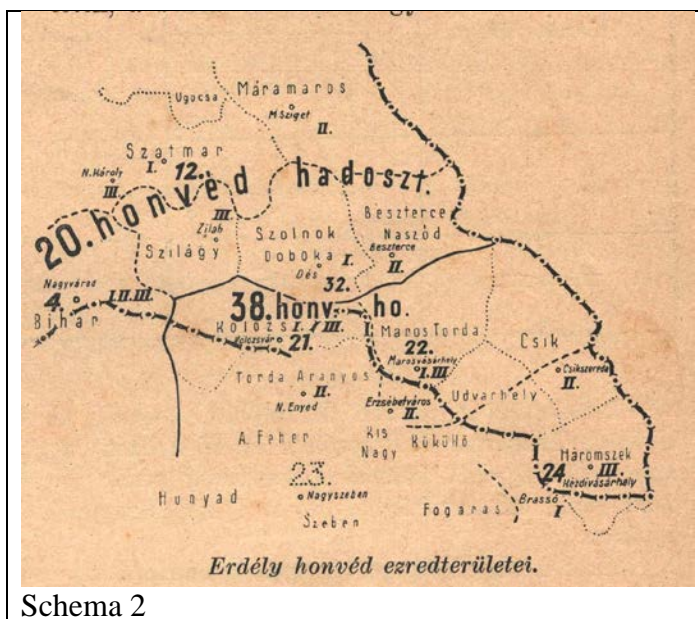 Máramaros
Ugocsa
M.Sziget
II.
Szatmár
I.
12.
N. Károly
III.
20. honvéd hadoszt.
III.
Zilah
Szilágy
Szolnok
Doboka
I.
Dés
Beszterce
Naszód
Beszterce
II.
32.
Nagyvárad
4.
I.II.III.
Bihar
38. honv. ho.
Kolozs
I.
III.
Kolozsvár
21.
Maros Torda
22.
Marosvásárhely
I.III
Csik
Csikszereda
II.
Torda Aranyos
II.
N. Enyed
Erzsébetváros
II.
Udvarhely
A. Feher
Kis
Nagy
Küküllő
Háromszek
III.
Kézdivásárhely
24
Brassó
I
23.
Nagyszeben
Hunyad
Szeben
Fogaras
Erdély honvéd ezredterületei.
Schema 2